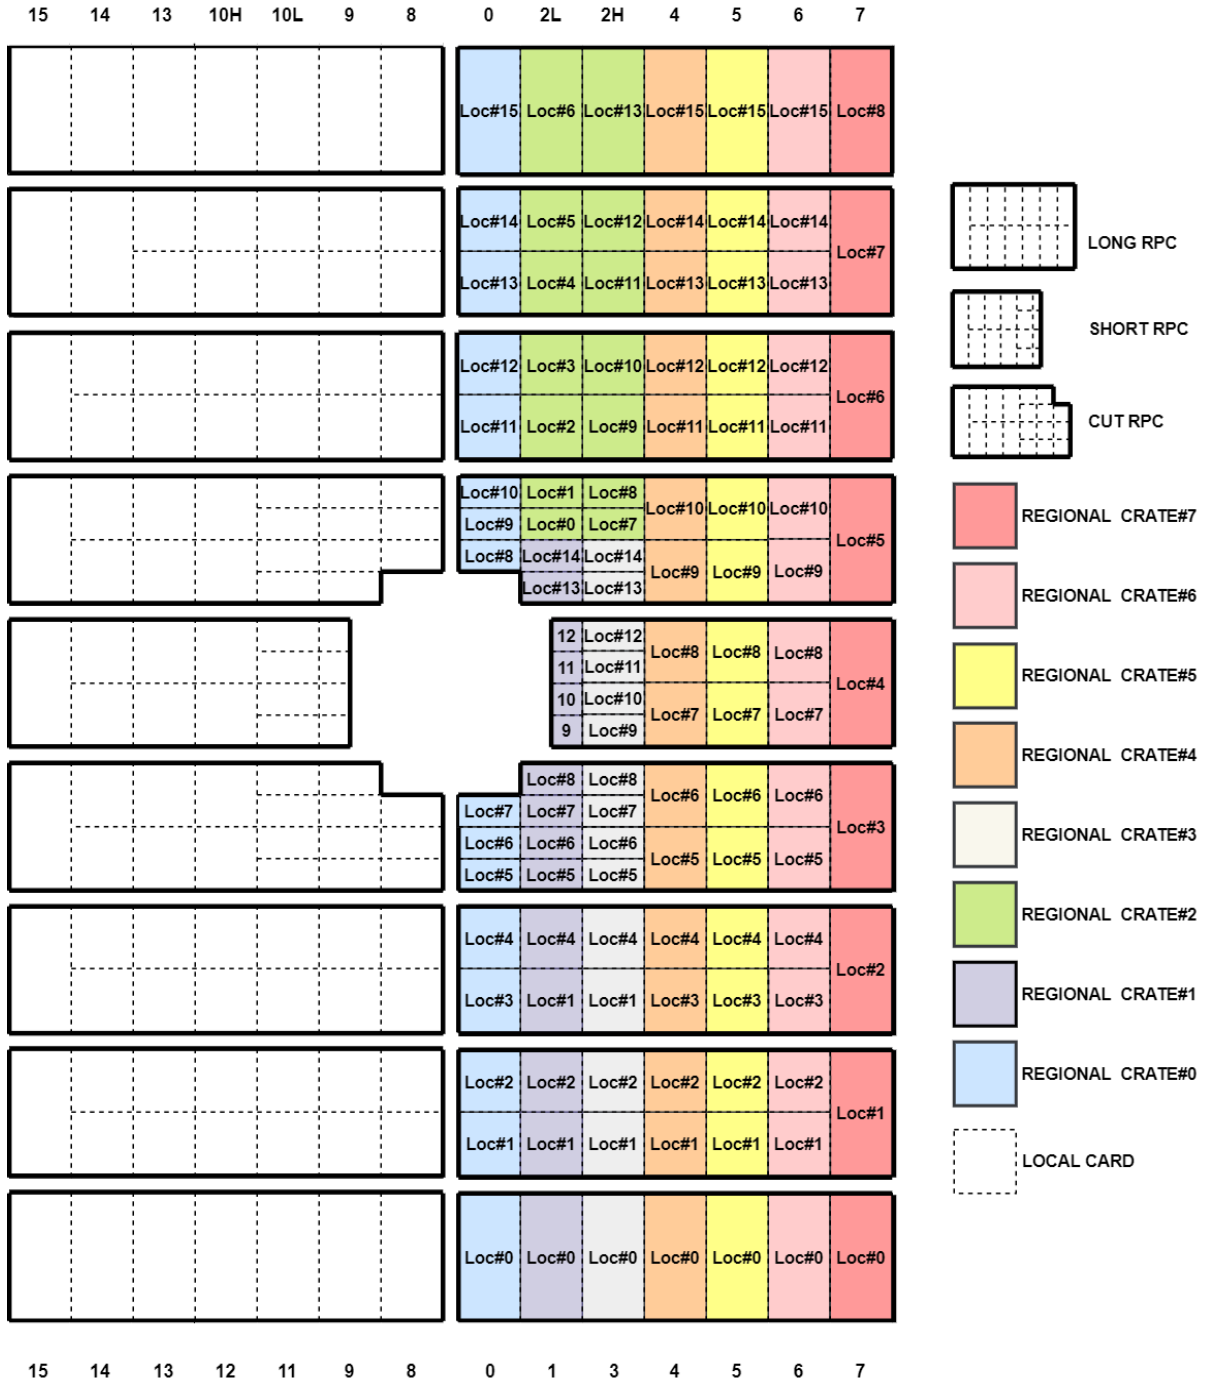 15 14 13 10H 10L 9 8 0 2L 2H 4 5 6 7
Loc#15 Loc#6 Loc#13 Loc#15 Loc#15 Loc#15 Loc#8
Loc#14 Loc#5 Loc#12 Loc#14 Loc#14 Loc#14
Loc#7
Loc#13 Loc#4 Loc#11 Loc#13 Loc#13 Loc#13
Loc#12 Loc#3 Loc#10 Loc#12 Loc#12 Loc#12
Loc#6
Loc#11 Loc#2 Loc#9 Loc#11 Loc#11 Loc#11
Loc#10 Loc#1 Loc#8
Loc#10 Loc#10 Loc#10
Loc#9 Loc#0 Loc#7
Loc#5
Loc#8 Loc#14 Loc#14
Loc#9 Loc#9 Loc#9
Loc#13 Loc#13
12 Loc#12
Loc#8 Loc#8 Loc#8
11 Loc#11
Loc#4
10 Loc#10
Loc#7 Loc#7 Loc#7
9 Loc#9
Loc#8 Loc#8
Loc#6 Loc#6 Loc#6
Loc#7 Loc#7 Loc#7
Loc#3
Loc#6 Loc#6 Loc#6
Loc#5 Loc#5 Loc#5
Loc#5 Loc#5 Loc#5
Loc#4 Loc#4 Loc#4 Loc#4 Loc#4 Loc#4
Loc#2
Loc#3 Loc#1 Loc#1 Loc#3 Loc#3 Loc#3
Loc#2 Loc#2 Loc#2 Loc#2 Loc#2 Loc#2
Loc#1
Loc#1 Loc#1 Loc#1 Loc#1 Loc#1 Loc#1
Loc#0 Loc#0 Loc#0 Loc#0 Loc#0 Loc#0 Loc#0
15 14 13 12 11 9 8 0 1 3 4 5 6 7
LONG RPC
SHORT RPC
CUT RPC
REGIONAL CRATE#7
REGIONAL CRATE#6
REGIONAL CRATE#5
REGIONAL CRATE#4
REGIONAL CRATE#3
REGIONAL CRATE#2
REGIONAL CRATE#1
REGIONAL CRATE#0
LOCAL CARD